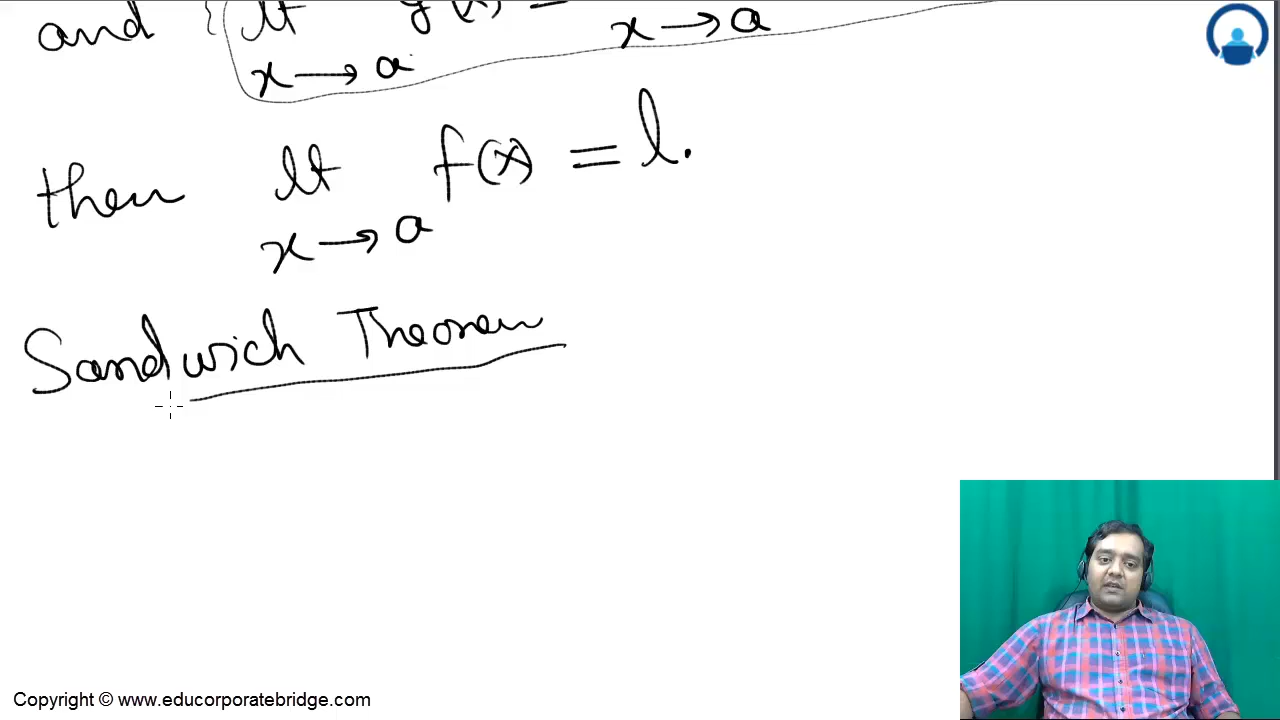 and { lt g(x) =
x → a x → a
then lt f(x) = l.
x → a
Sandwich Theorem
Copyright © www.educorporatebridge.com